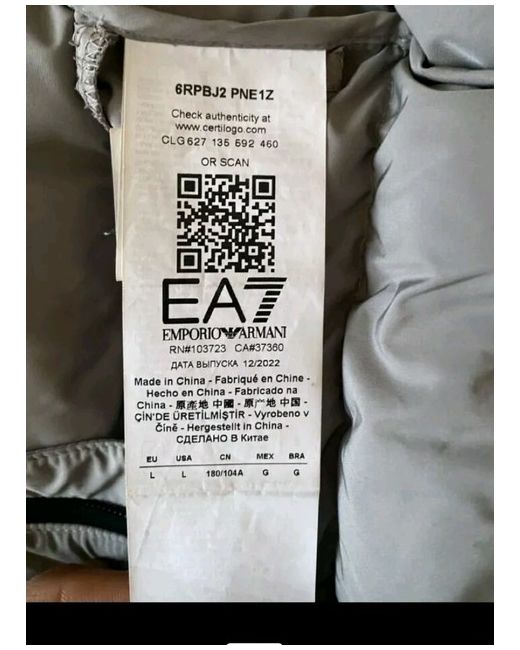 6RPBJ2 PNE1Z
Check authenticity at
www.certilogo.com
CLG 627 135 592 460
OR SCAN
EA7
EMPORIO ARMANI
RN#103723 CA#37360
ДАТА ВЫПУСКА 12/2022
Made in China - Fabriqué en Chine -
Hecho en China - Fabricado na
China - 原產地 中國 - 原产地 中国 -
ÇİN'DE ÜRETİLMİŞTİR - Vyrobeno v
Číně - Hergestellt in China -
СДЕЛАНО В Китае
EU USA CN MEX BRA
L L 180/104A G G